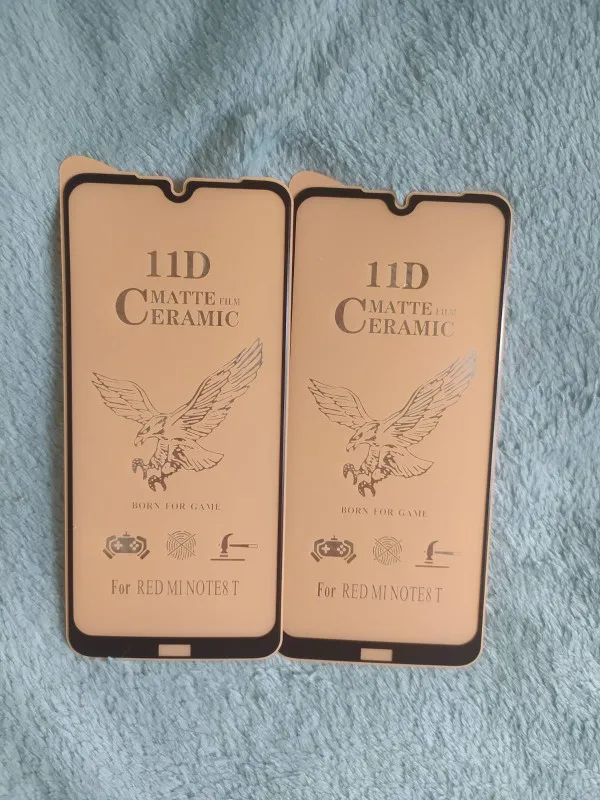 11D
MATTE FILM
CERAMIC
BORN FOR GAME
For RED MI NOTE8 T
11D
MATTE FILM
CERAMIC
BORN FOR GAME
For RED MI NOTE8 T